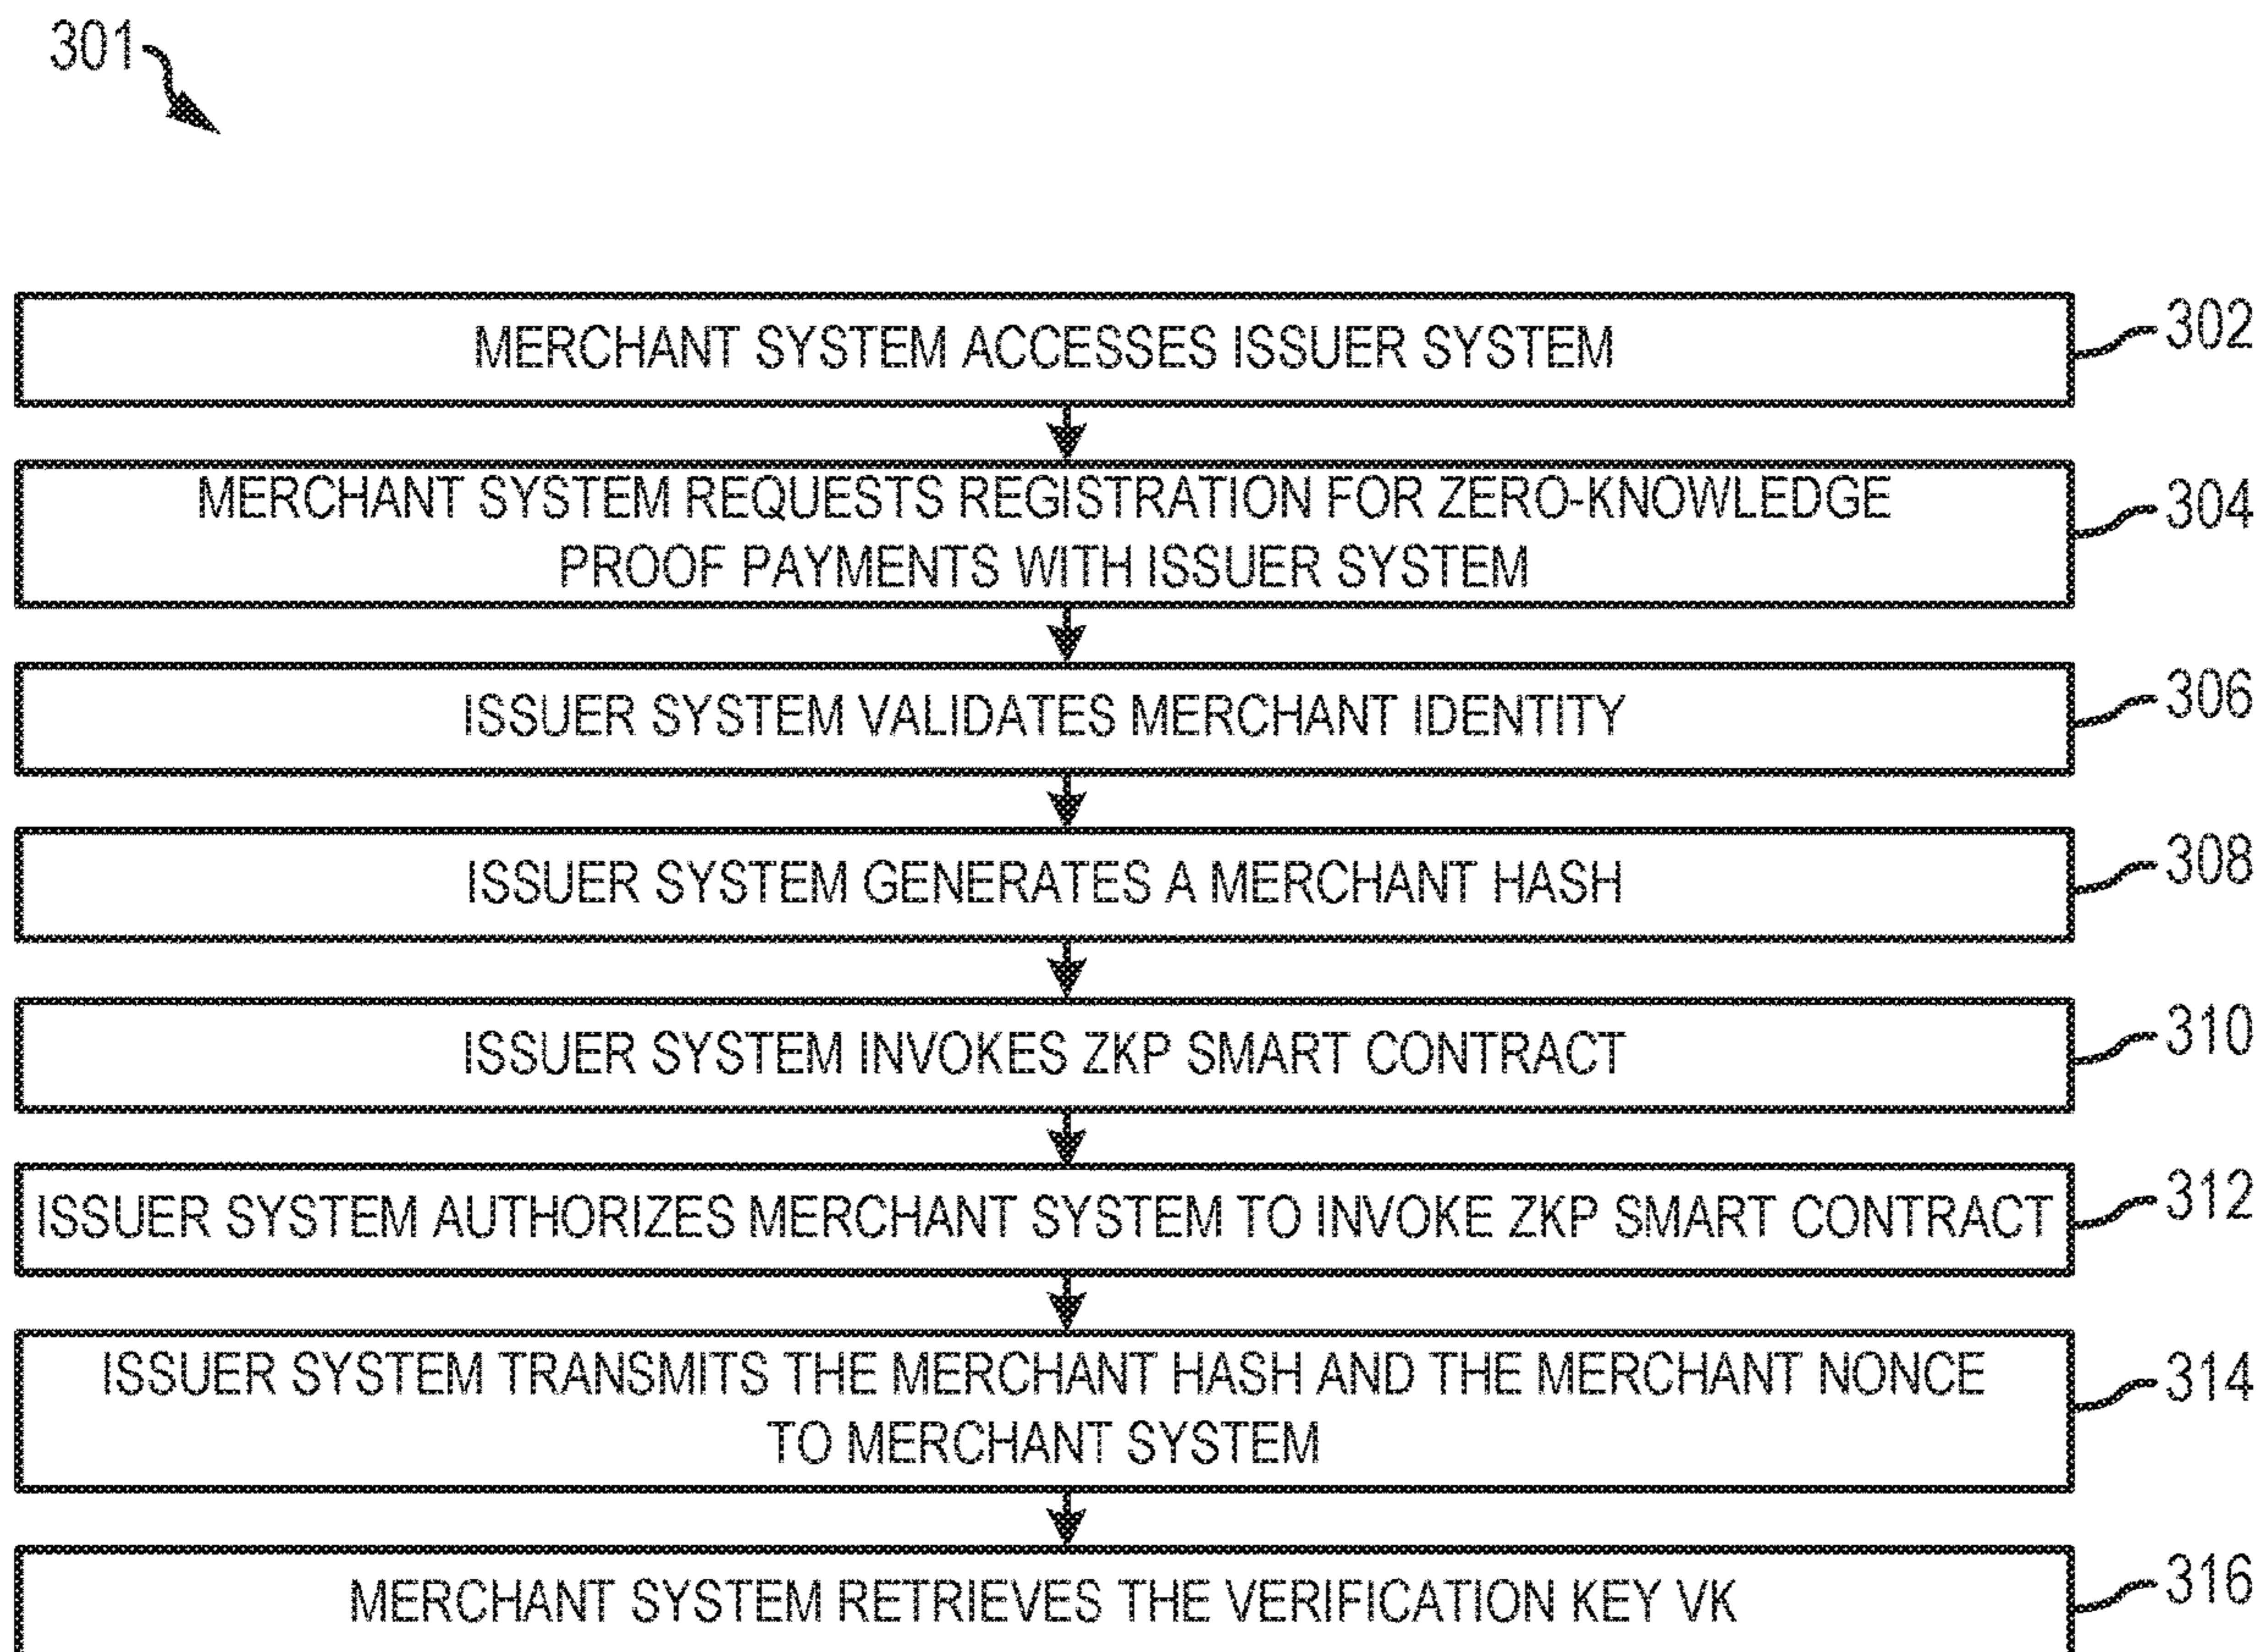 301
MERCHANT SYSTEM ACCESSES ISSUER SYSTEM
302
MERCHANT SYSTEM REQUESTS REGISTRATION FOR ZERO-KNOWLEDGE
PROOF PAYMENTS WITH ISSUER SYSTEM
304
ISSUER SYSTEM VALIDATES MERCHANT IDENTITY
306
ISSUER SYSTEM GENERATES A MERCHANT HASH
308
ISSUER SYSTEM INVOKES ZKP SMART CONTRACT
310
ISSUER SYSTEM AUTHORIZES MERCHANT SYSTEM TO INVOKE ZKP SMART CONTRACT
312
ISSUER SYSTEM TRANSMITS THE MERCHANT HASH AND THE MERCHANT NONCE
TO MERCHANT SYSTEM
314
MERCHANT SYSTEM RETRIEVES THE VERIFICATION KEY VK
316